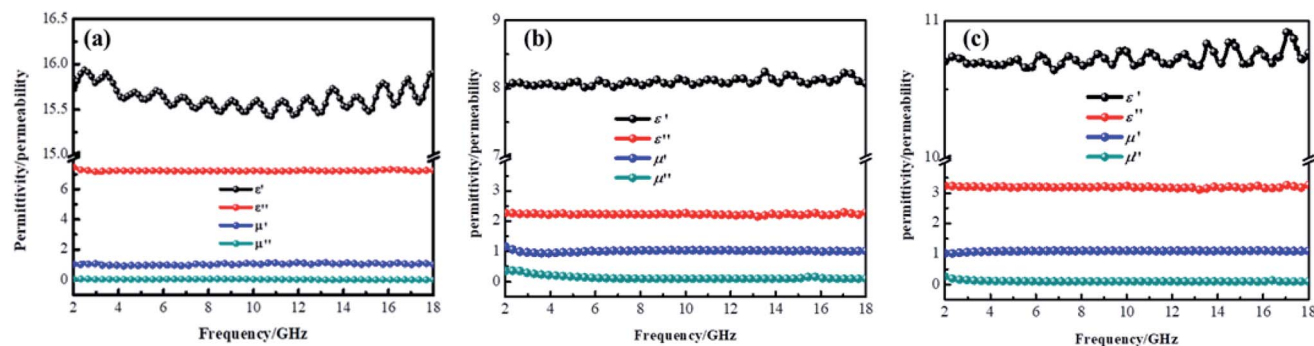 (a)
Permittivity/permeability
16.5
16.0
15.5
15.0
6
4
2
0
ε'
ε''
μ'
μ''
2 4 6 8 10 12 14 16 18
Frequency/GHz
(b)
permittivity/permeability
9
8
7
3
2
1
0
ε'
ε''
μ'
μ''
2 4 6 8 10 12 14 16 18
Frequency/GHz
(c)
permittivity/permeability
11
10
3
2
1
0
ε'
ε''
μ'
μ''
2 4 6 8 10 12 14 16 18
Frequency/GHz